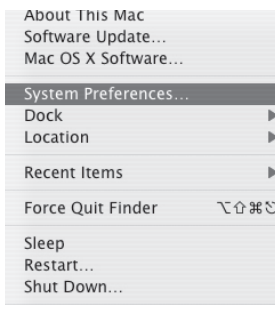 About This Mac
Software Update...
Mac OS X Software...
System Preferences...
Dock
Location
Recent Items
Force Quit Finder ⌥⇧⌘⎋
Sleep
Restart...
Shut Down...